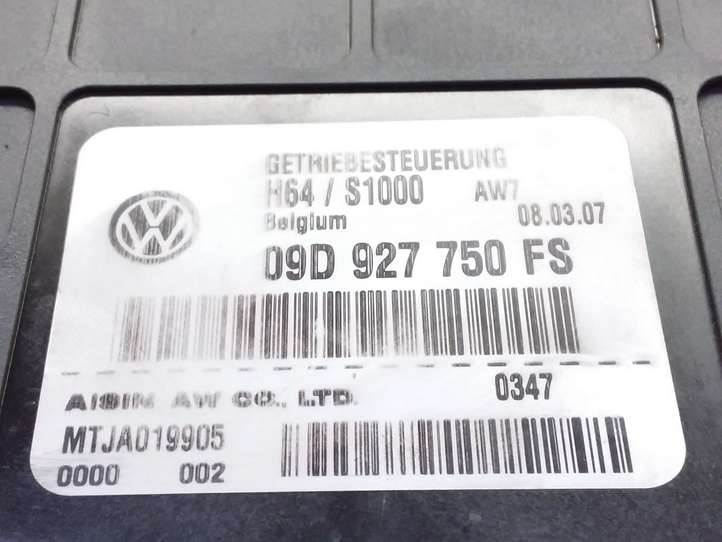 GETRIEBESTEUERUNG
H64 / S1000 AW7
Belgium 08.03.07
09D 927 750 FS
AISIN AW CO., LTD. 0347
MTJA019905
0000 002